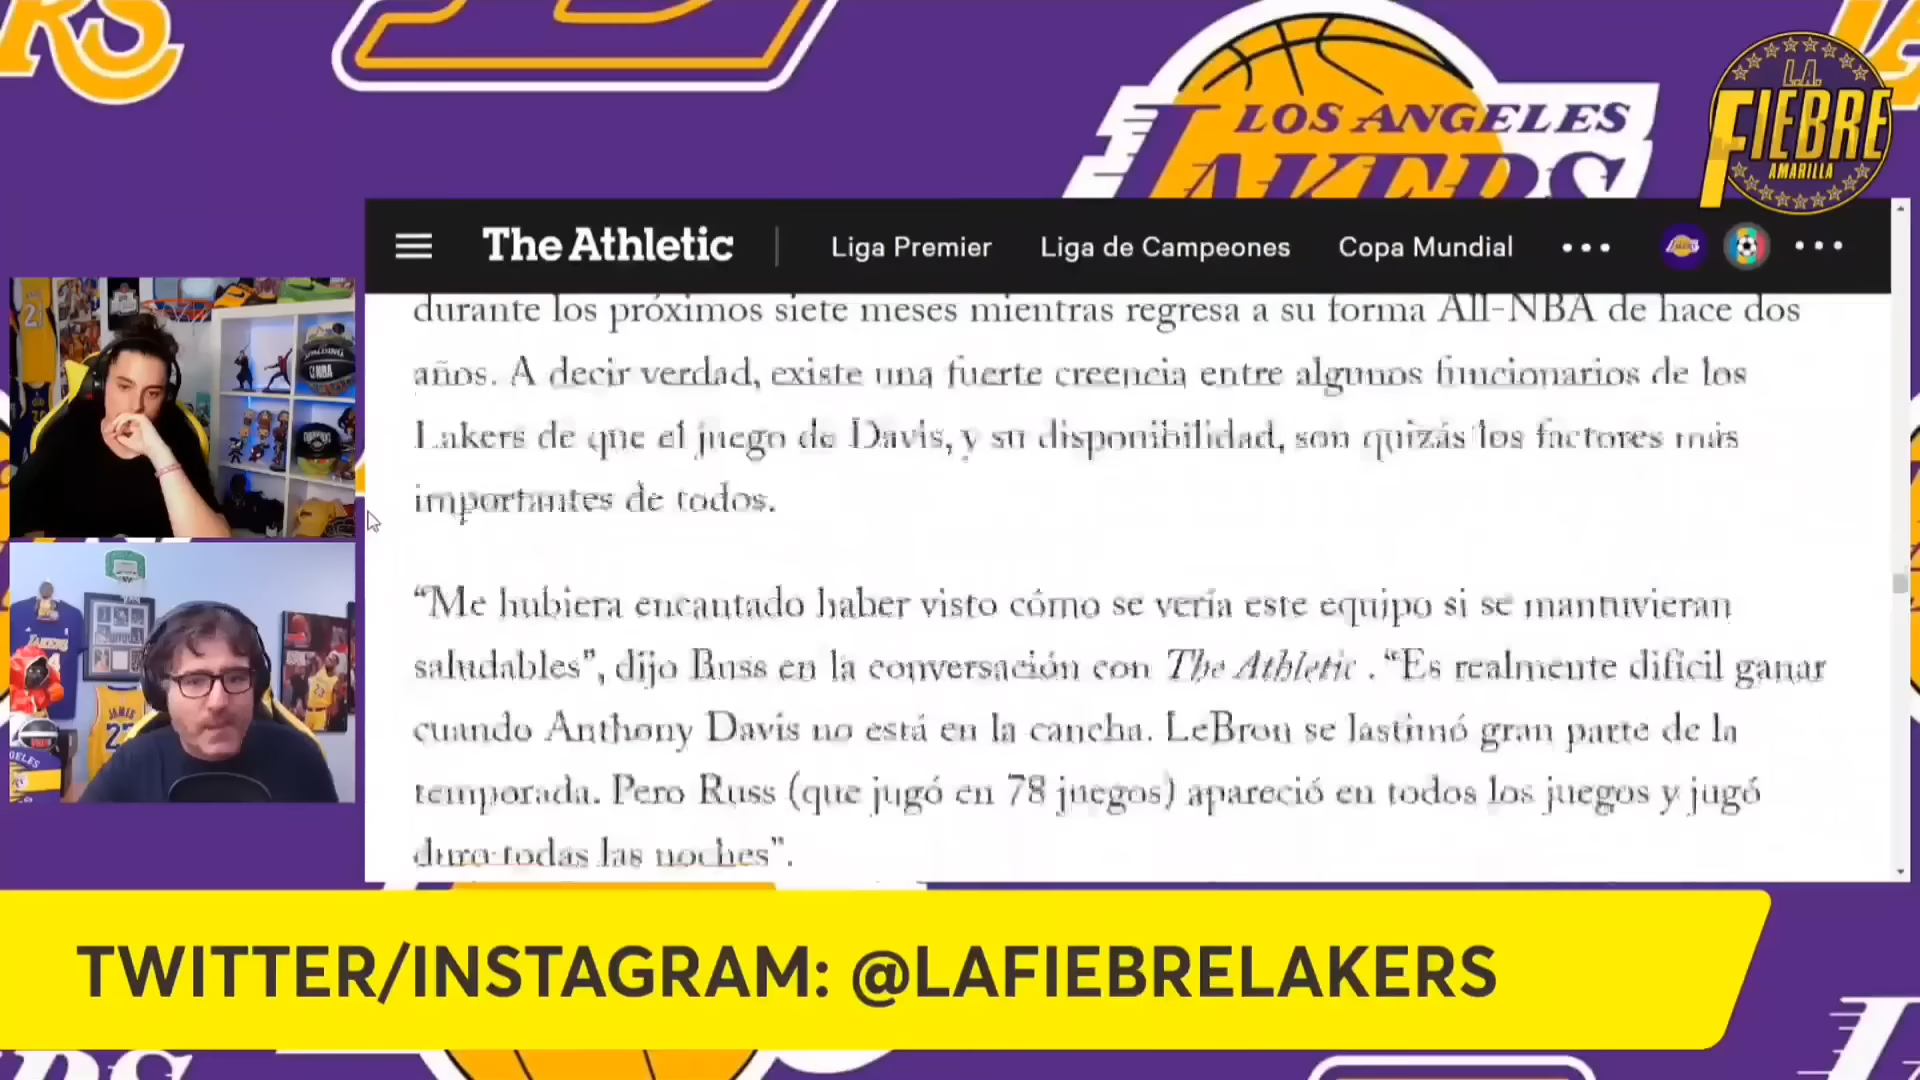 LOS ANGELES
LAKERS
L.A.
FIEBRE
AMARILLA
The Athletic
Liga Premier
Liga de Campeones
Copa Mundial
durante los próximos siete meses mientras regresa a su forma All-NBA de hace dos
años. A decir verdad, existe una fuerte creencia entre algunos funcionarios de los
Lakers de que el juego de Davis, y su disponibilidad, son quizás los factores más
importantes de todos.
“Me hubiera encantado haber visto cómo se vería este equipo si se mantuvieran
saludables”, dijo Russ en la conversación con The Athletic . “Es realmente difícil ganar
cuando Anthony Davis no está en la cancha. LeBron se lastimó gran parte de la
temporada. Pero Russ (que jugó en 78 juegos) apareció en todos los juegos y jugó
duro todas las noches”.
SPALDING
NBA
JAMES
23
TWITTER/INSTAGRAM: @LAFIEBRELAKERS